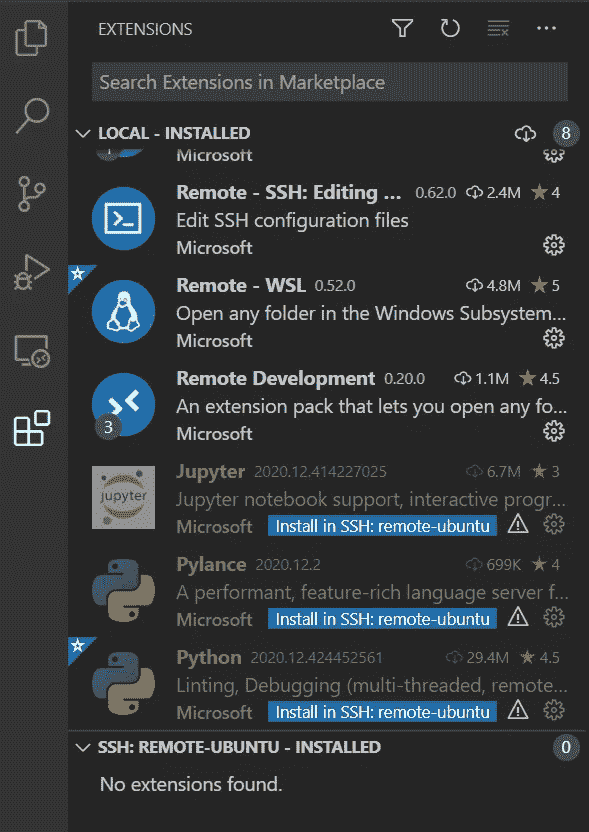 EXTENSIONS
Search Extensions in Marketplace
LOCAL - INSTALLED 8
Microsoft
Remote - SSH: Editing ... 0.62.0 2.4M 4
Edit SSH configuration files
Microsoft
Remote - WSL 0.52.0 4.8M 5
Open any folder in the Windows Subsystem...
Microsoft
Remote Development 0.20.0 1.1M 4.5
An extension pack that lets you open any fo...
3
Microsoft
Jupyter 2020.12.414227025 6.7M 3
jupyter
Jupyter notebook support, interactive progr...
Microsoft Install in SSH: remote-ubuntu
Pylance 2020.12.2 699K 4
A performant, feature-rich language server f...
Microsoft Install in SSH: remote-ubuntu
Python 2020.12.424452561 29.4M 4.5
Linting, Debugging (multi-threaded, remote...
Microsoft Install in SSH: remote-ubuntu
SSH: REMOTE-UBUNTU - INSTALLED 0
No extensions found.